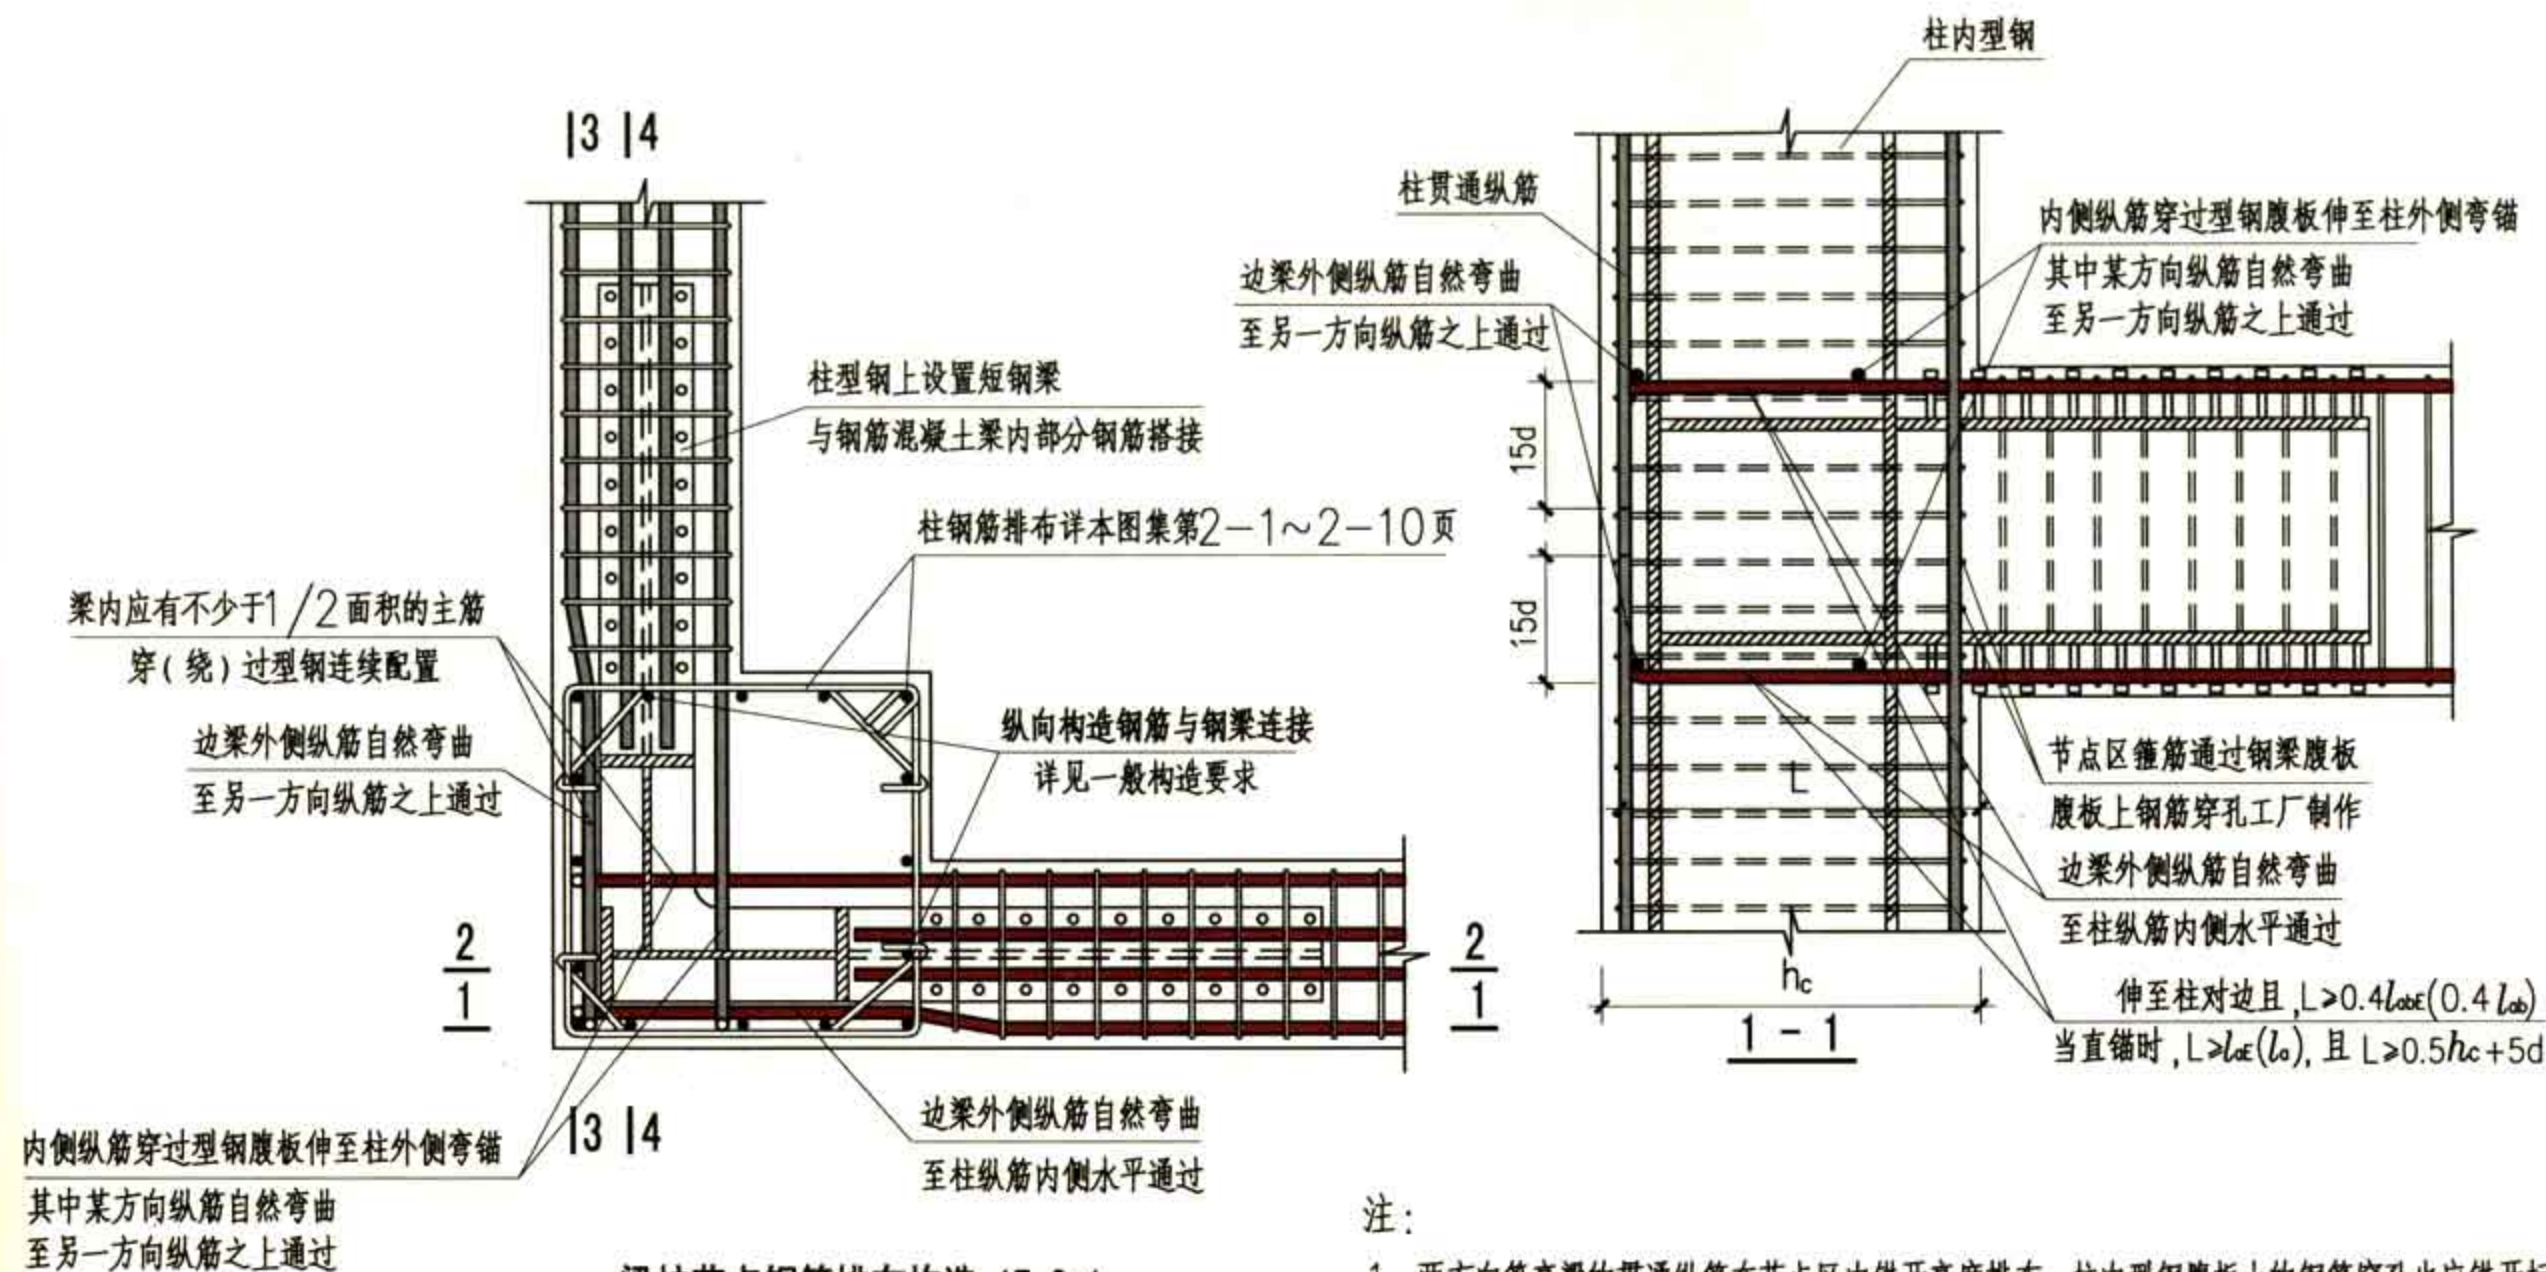 |3 |4
柱型钢上设置短钢梁
与钢筋混凝土梁内部分钢筋搭接
柱钢筋排布详本图集第2-1~2-10页
梁内应有不少于1/2面积的主筋
穿(绕)过型钢连续配置
边梁外侧纵筋自然弯曲
至另一方向纵筋之上通过
纵向构造钢筋与钢梁连接
详见一般构造要求
2
1
2
1
|3 |4
内侧纵筋穿过型钢腹板伸至柱外侧弯锚
其中某方向纵筋自然弯曲
至另一方向纵筋之上通过
边梁外侧纵筋自然弯曲
至柱纵筋内侧水平通过
柱内型钢
柱贯通纵筋
边梁外侧纵筋自然弯曲
至另一方向纵筋之上通过
内侧纵筋穿过型钢腹板伸至柱外侧弯锚
其中某方向纵筋自然弯曲
至另一方向纵筋之上通过
15d
15d
L
节点区箍筋通过钢梁腹板
腹板上钢筋穿孔工厂制作
边梁外侧纵筋自然弯曲
至柱纵筋内侧水平通过
伸至柱对边且,L≥0.4labE(0.4lab)
当直锚时,L≥laE(la),且L≥0.5hc+5d
hc
1-1
注: